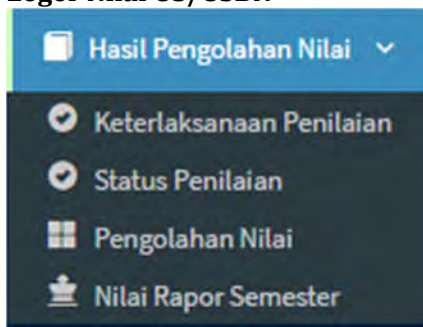 Hasil Pengolahan Nilai
Keterlaksanaan Penilaian
Status Penilaian
Pengolahan Nilai
Nilai Rapor Semester